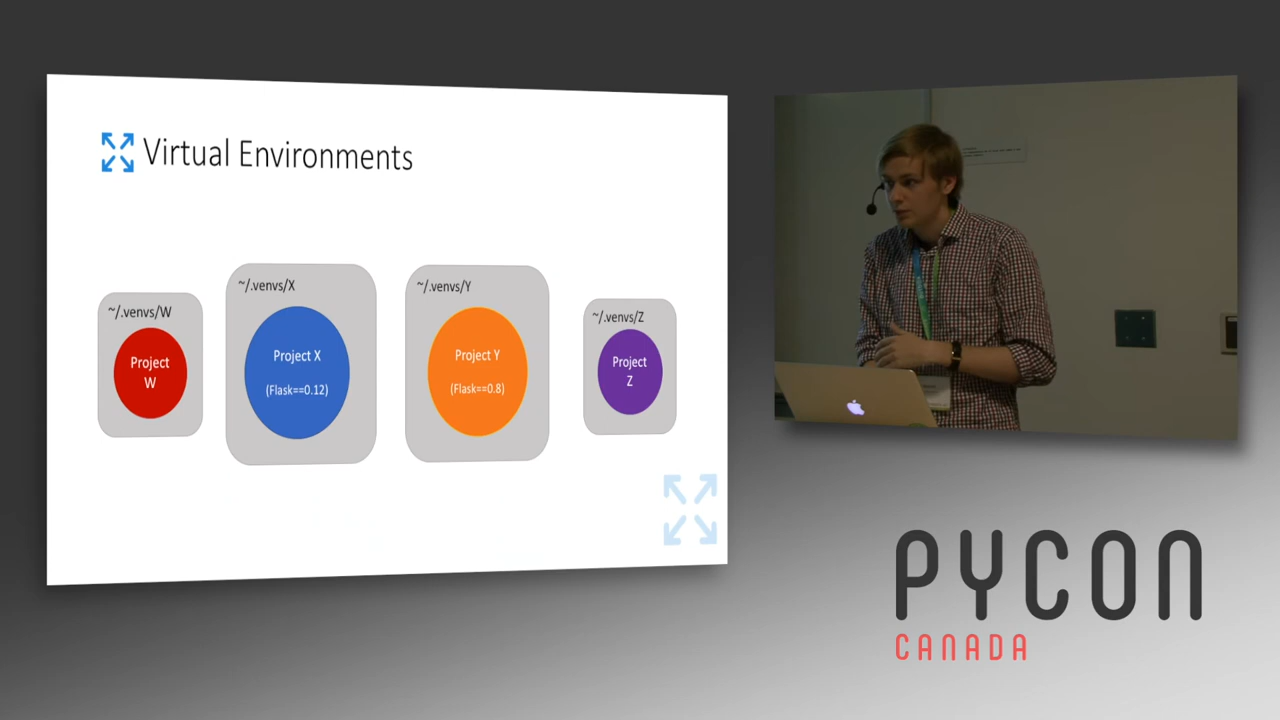 Virtual Environments
~/.venvs/W
Project
W
~/.venvs/X
Project X
(Flask==0.12)
~/.venvs/Y
Project Y
(Flask==0.8)
~/.venvs/Z
Project
Z
PYCON
CANADA